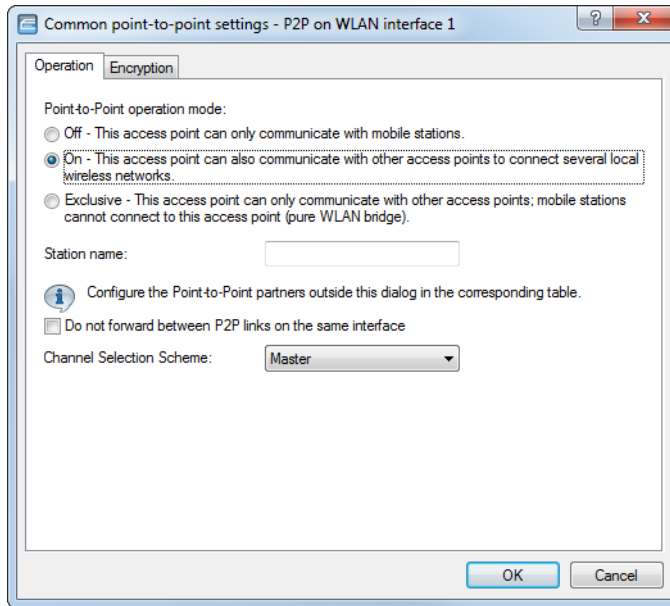 Common point-to-point settings - P2P on WLAN interface 1
Operation
Encryption
Point-to-Point operation mode:
Off - This access point can only communicate with mobile stations.
On - This access point can also communicate with other access points to connect several local
wireless networks.
Exclusive - This access point can only communicate with other access points; mobile stations
cannot connect to this access point (pure WLAN bridge).
Station name:
Configure the Point-to-Point partners outside this dialog in the corresponding table.
Do not forward between P2P links on the same interface
Channel Selection Scheme:
Master
OK
Cancel